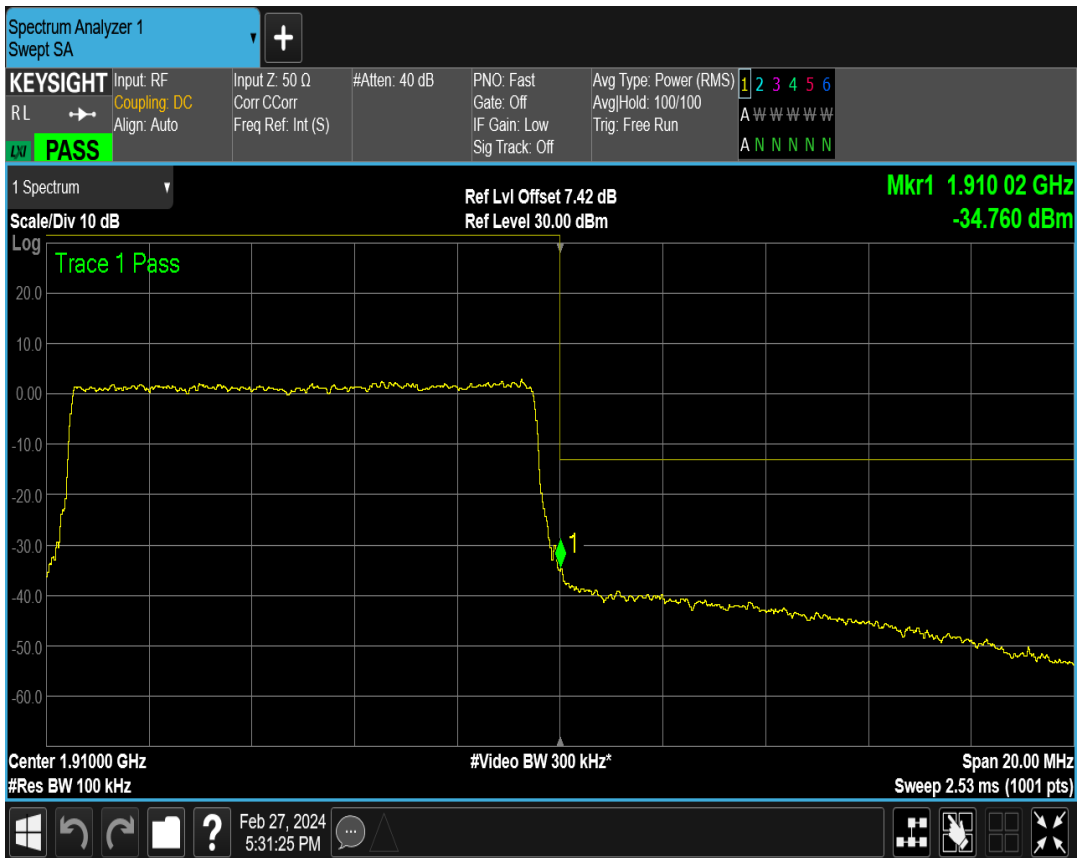 Spectrum Analyzer 1
Swept SA
+
KEYSIGHT
RL
LXI PASS
Input: RF
Coupling: DC
Align: Auto
Input Z: 50 Ω
Corr CCorr
Freq Ref: Int (S)
#Atten: 40 dB
PNO: Fast
Gate: Off
IF Gain: Low
Sig Track: Off
Avg Type: Power (RMS)
Avg|Hold: 100/100
Trig: Free Run
1 2 3 4 5 6
A W W W W W
A N N N N N
1 Spectrum
Scale/Div 10 dB
Ref Lvl Offset 7.42 dB
Ref Level 30.00 dBm
Mkr1 1.910 02 GHz
-34.760 dBm
Log
Trace 1 Pass
20.0
10.0
0.00
-10.0
-20.0
-30.0
1
-40.0
-50.0
-60.0
Center 1.91000 GHz
#Res BW 100 kHz
#Video BW 300 kHz*
Span 20.00 MHz
Sweep 2.53 ms (1001 pts)
?
Feb 27, 2024
5:31:25 PM